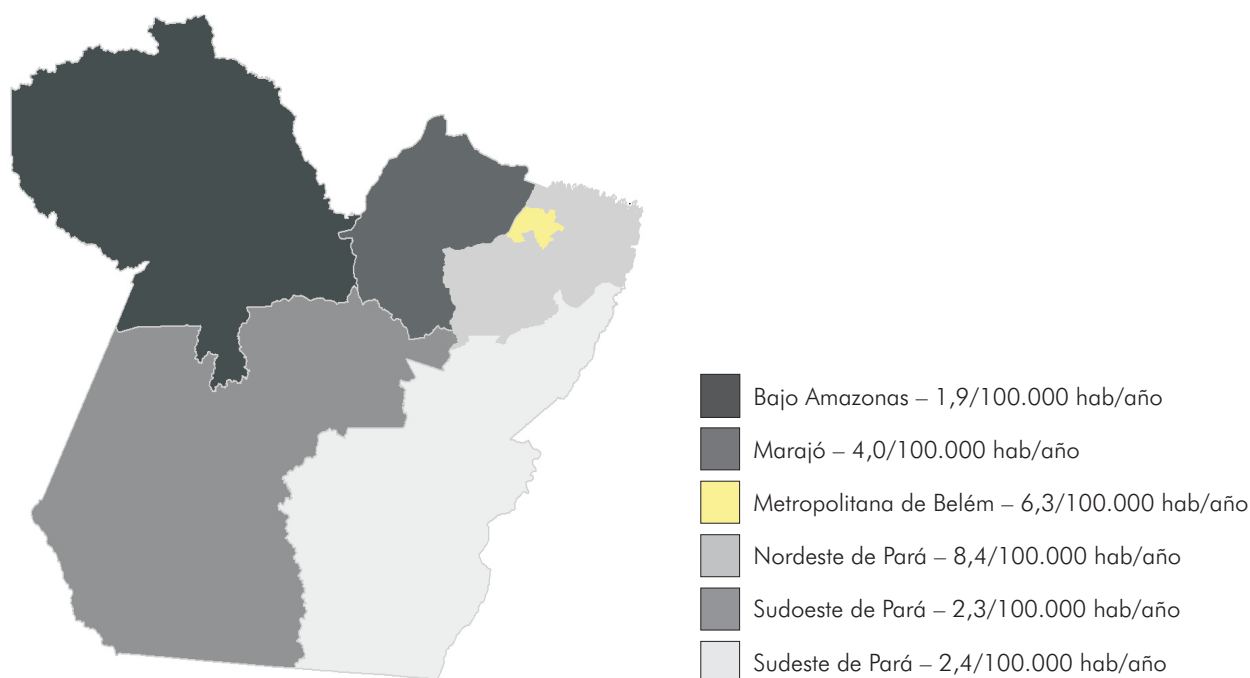 Bajo Amazonas – 1,9/100.000 hab/año
Marajó – 4,0/100.000 hab/año
Metropolitana de Belém – 6,3/100.000 hab/año
Nordeste de Pará – 8,4/100.000 hab/año
Sudoeste de Pará – 2,3/100.000 hab/año
Sudeste de Pará – 2,4/100.000 hab/año